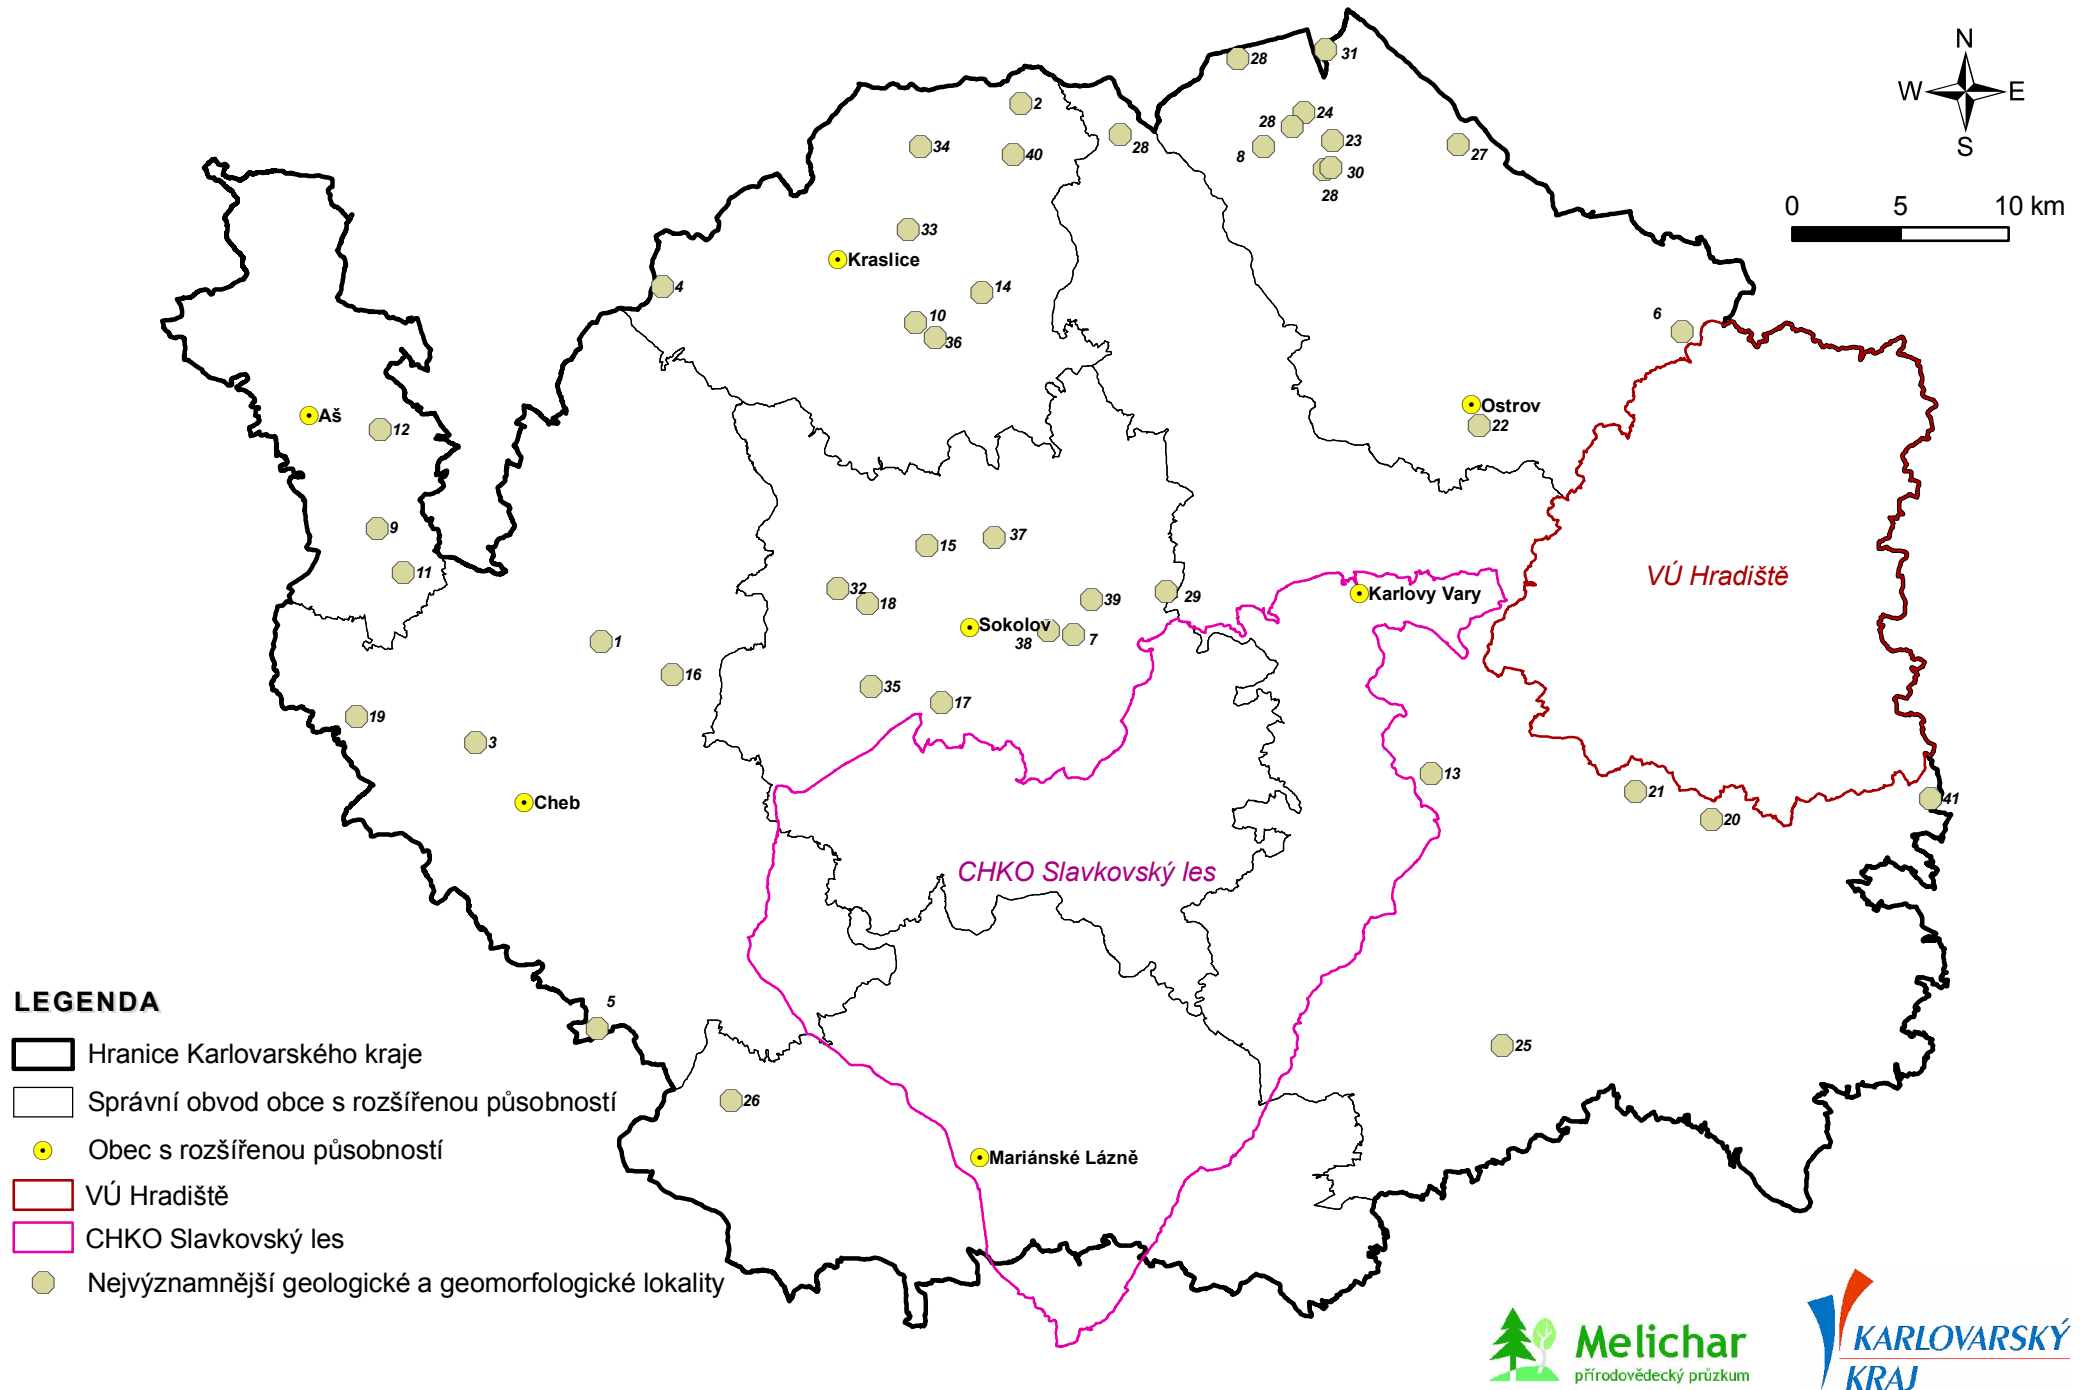 28
31
N
W
E
S
2
24
28
23
34
40
28
8
27
30
28
0 5 10 km
33
Kraslice
4
14
10
36
6
Aš
12
Ostrov
22
9
15
37
11
VÚ Hradiště
32
18
39
29
Karlovy Vary
Sokolov
38
7
1
16
35
17
19
3
13
Cheb
21
41
20
CHKO Slavkovský les
5
25
26
Mariánské Lázně
LEGENDA
Hranice Karlovarského kraje
Správní obvod obce s rozšířenou působností
Obec s rozšířenou působností
VÚ Hradiště
CHKO Slavkovský les
Nejvýznamnější geologické a geomorfologické lokality
Melichar
přírodovědecký průzkum
KARLOVARSKÝ
KRAJ